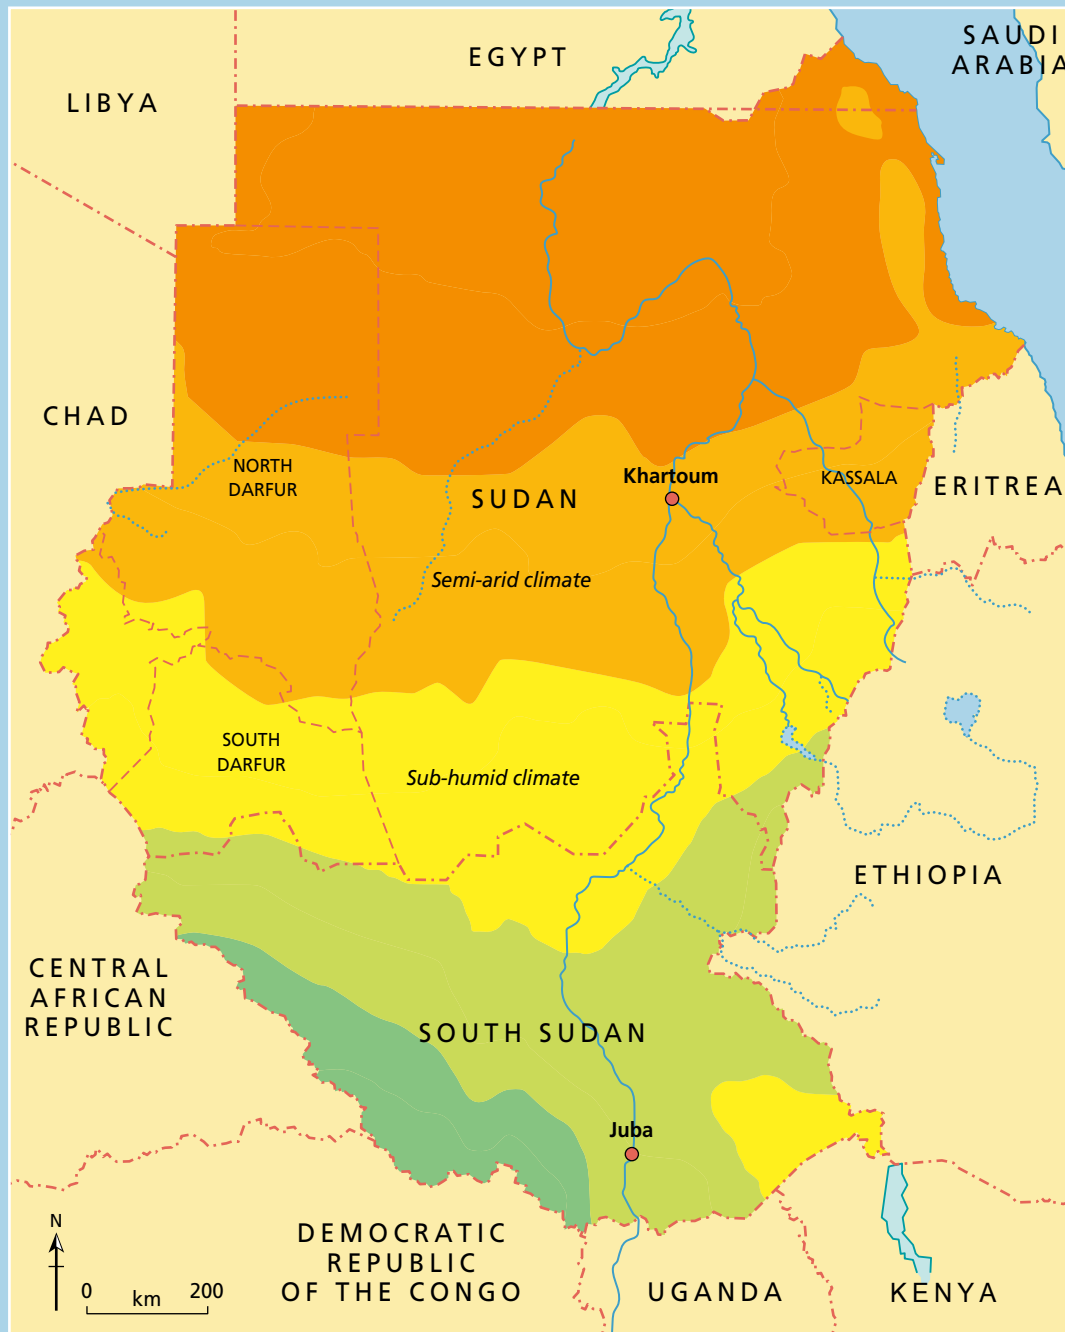 EGYPT
SAUDI
ARABIA
LIBYA
CHAD
NORTH
DARFUR
SUDAN
Khartoum
KASSALA
ERITREA
Semi-arid climate
SOUTH
DARFUR
Sub-humid climate
ETHIOPIA
CENTRAL
AFRICAN
REPUBLIC
SOUTH SUDAN
Juba
N
0 km 200
DEMOCRATIC
REPUBLIC
OF THE CONGO
UGANDA
KENYA